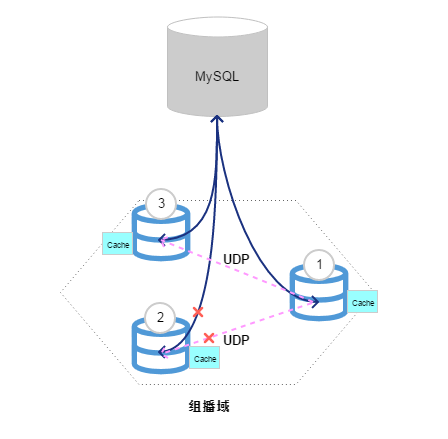 MySQL
3
Cache
UDP
1
Cache
2
UDP
Cache
组播域